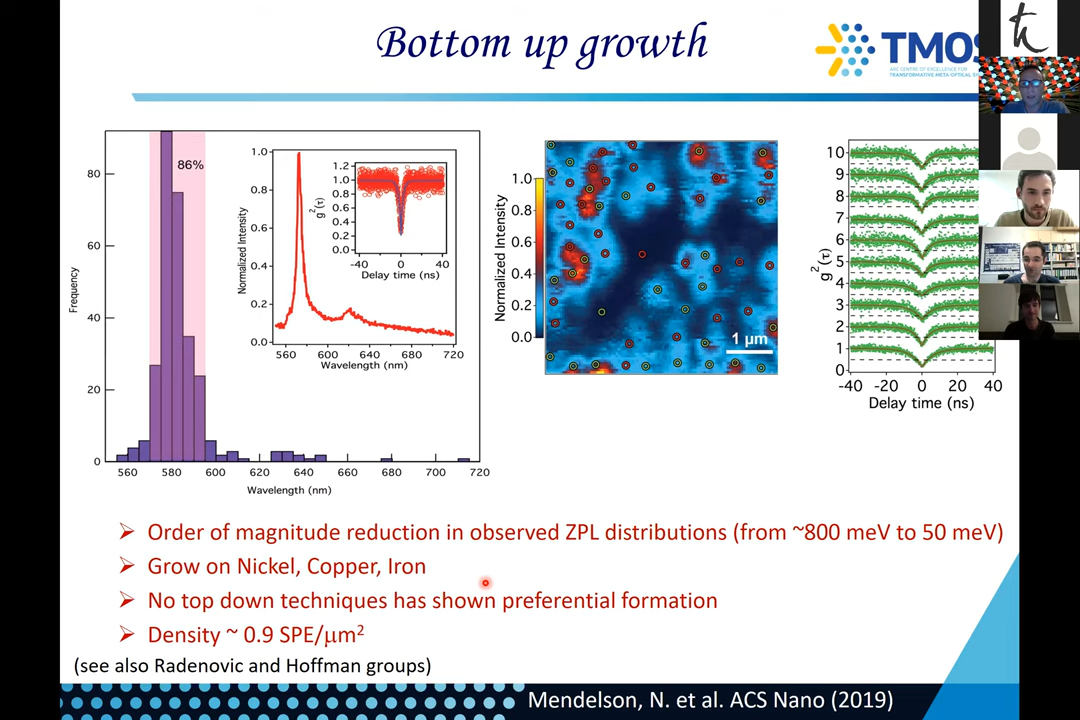 Bottom up growth
TMOS
ARC CENTRE OF EXCELLENCE FOR
TRANSFORMATIVE META-OPTICAL
th
Frequency
80
60
40
20
0
86%
560 580 600 620 640 660 680 700 720
Wavelength (nm)
Normalized Intensity
1.0
0.8
0.6
0.4
0.2
0.0
560 600 640 680 720
Wavelength (nm)
g²(τ)
1.2
1.0
0.8
0.6
0.4
0.2
0.0
-40 0 40
Delay time (ns)
Normalized Intensity
1.0
0.8
0.6
0.4
0.2
0.0
1 μm
g²(τ)
10
9
8
7
6
5
4
3
2
1
0
-40 -20 0 20 40
Delay time (ns)
➢ Order of magnitude reduction in observed ZPL distributions (from ~800 meV to 50 meV)
➢ Grow on Nickel, Copper, Iron
➢ No top down techniques has shown preferential formation
➢ Density ~ 0.9 SPE/μm²
(see also Radenovic and Hoffman groups)
Mendelson, N. et al. ACS Nano (2019)